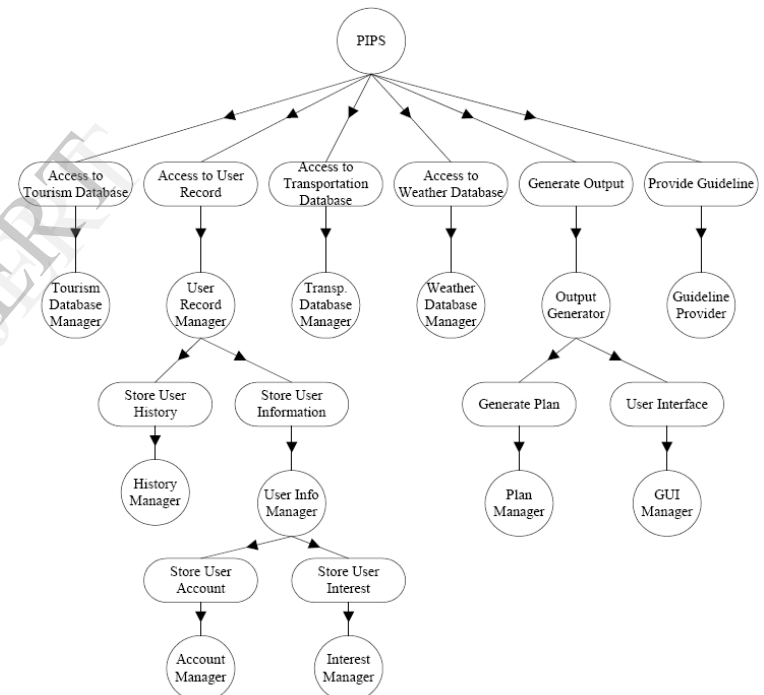 PIPS
Access to
Tourism Database
Access to User
Record
Access to
Transportation
Database
Access to
Weather Database
Generate Output
Provide Guideline
Tourism
Database
Manager
User
Record
Manager
Transp.
Database
Manager
Weather
Database
Manager
Output
Generator
Guideline
Provider
Store User
History
Store User
Information
Generate Plan
User Interface
History
Manager
User Info
Manager
Plan
Manager
GUI
Manager
Store User
Account
Store User
Interest
Account
Manager
Interest
Manager
ERT